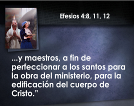 Efesios 4:8, 11, 12
...y maestros, a fin de
perfeccionar a los santos para
la obra del ministerio, para la
edificación del cuerpo de
Cristo.”